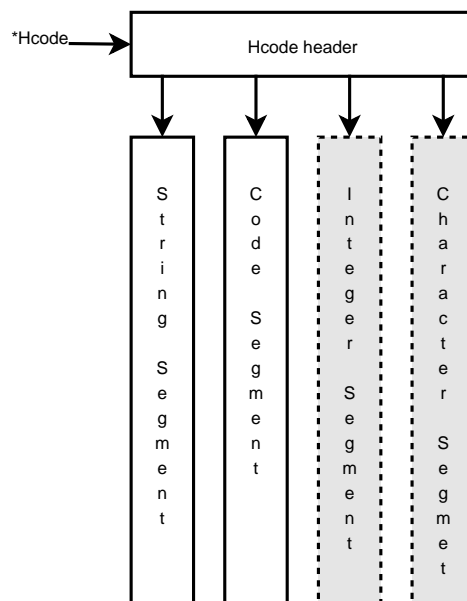 *Hcode
Hcode header
String Segment
Code Segment
Integer Segment
Character Segmet